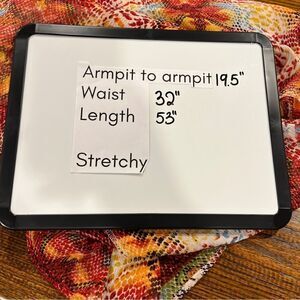 Armpit to armpit 19.5"
Waist 32"
Length 53"
Stretchy